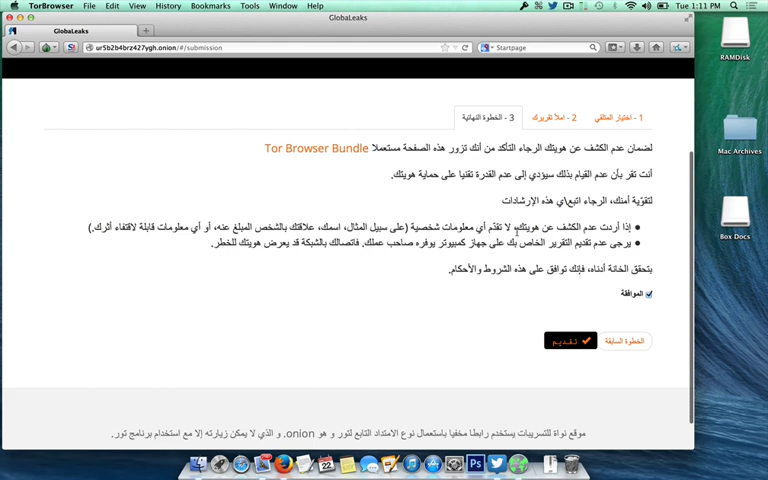 TorBrowser File Edit View History Bookmarks Tools Window Help Tue 1:11 PM
GlobaLeaks
GlobaLeaks
ur5b2b4brz427ygh.onion/#/submission
Startpage
RAMDisk
Mac Archives
Box Docs
1 - اختيار المتلقي
2 - املأ تقريرك
3 - الخطوة النهائية
لضمان عدم الكشف عن هويتك الرجاء التأكد من أنك تزور هذه الصفحة مستعملا Tor Browser Bundle
أنت تقر بأن عدم القيام بذلك سيؤدي إلى عدم القدرة تقنيا على حماية هويتك.
لتقوّية أمنك، الرجاء اتبع\ي هذه الإرشادات
إذا أردت عدم الكشف عن هويتك، لا تقدّم أي معلومات شخصية (على سبيل المثال، اسمك، علاقتك بالشخص المبلغ عنه، أو أي معلومات قابلة لاقتفاء أثرك.)
يرجى عدم تقديم التقرير الخاص بك على جهاز كمبيوتر يوفره صاحب عملك. فاتصالك بالشبكة قد يعرض هويتك للخطر.
بتحقق الخانة أدناه، فإنك توافق على هذه الشروط والأحكام.
الموافقة
الخطوة السابقة
تقديم
موقع نواة للتسريبات يستخدم رابطا مخفيا باستعمال نوع الامتداد التابع لتور و هو onion. و الذي لا يمكن زيارته إلا مع استخدام برنامج تور.